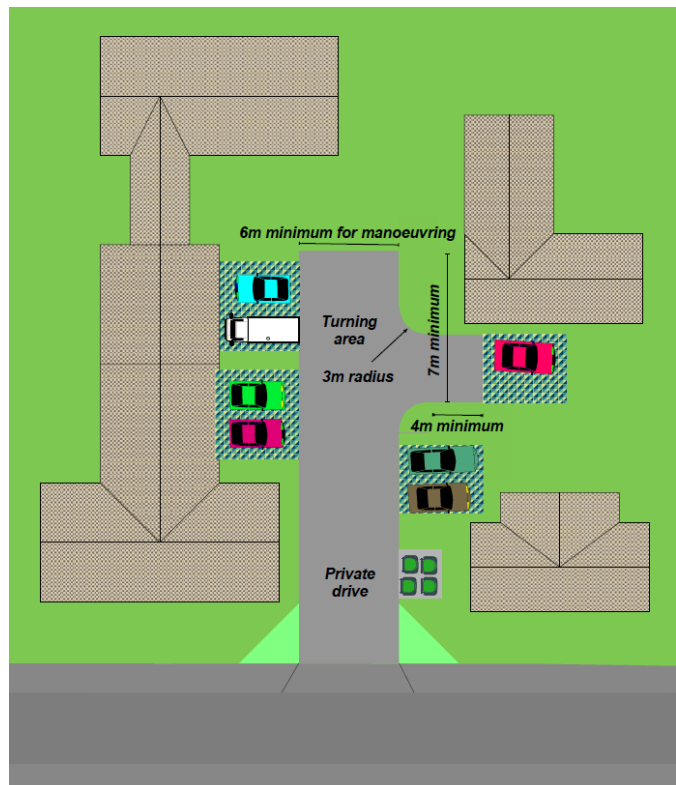 6m minimum for manoeuvring
Turning
area
7m minimum
3m radius
4m minimum
Private
drive